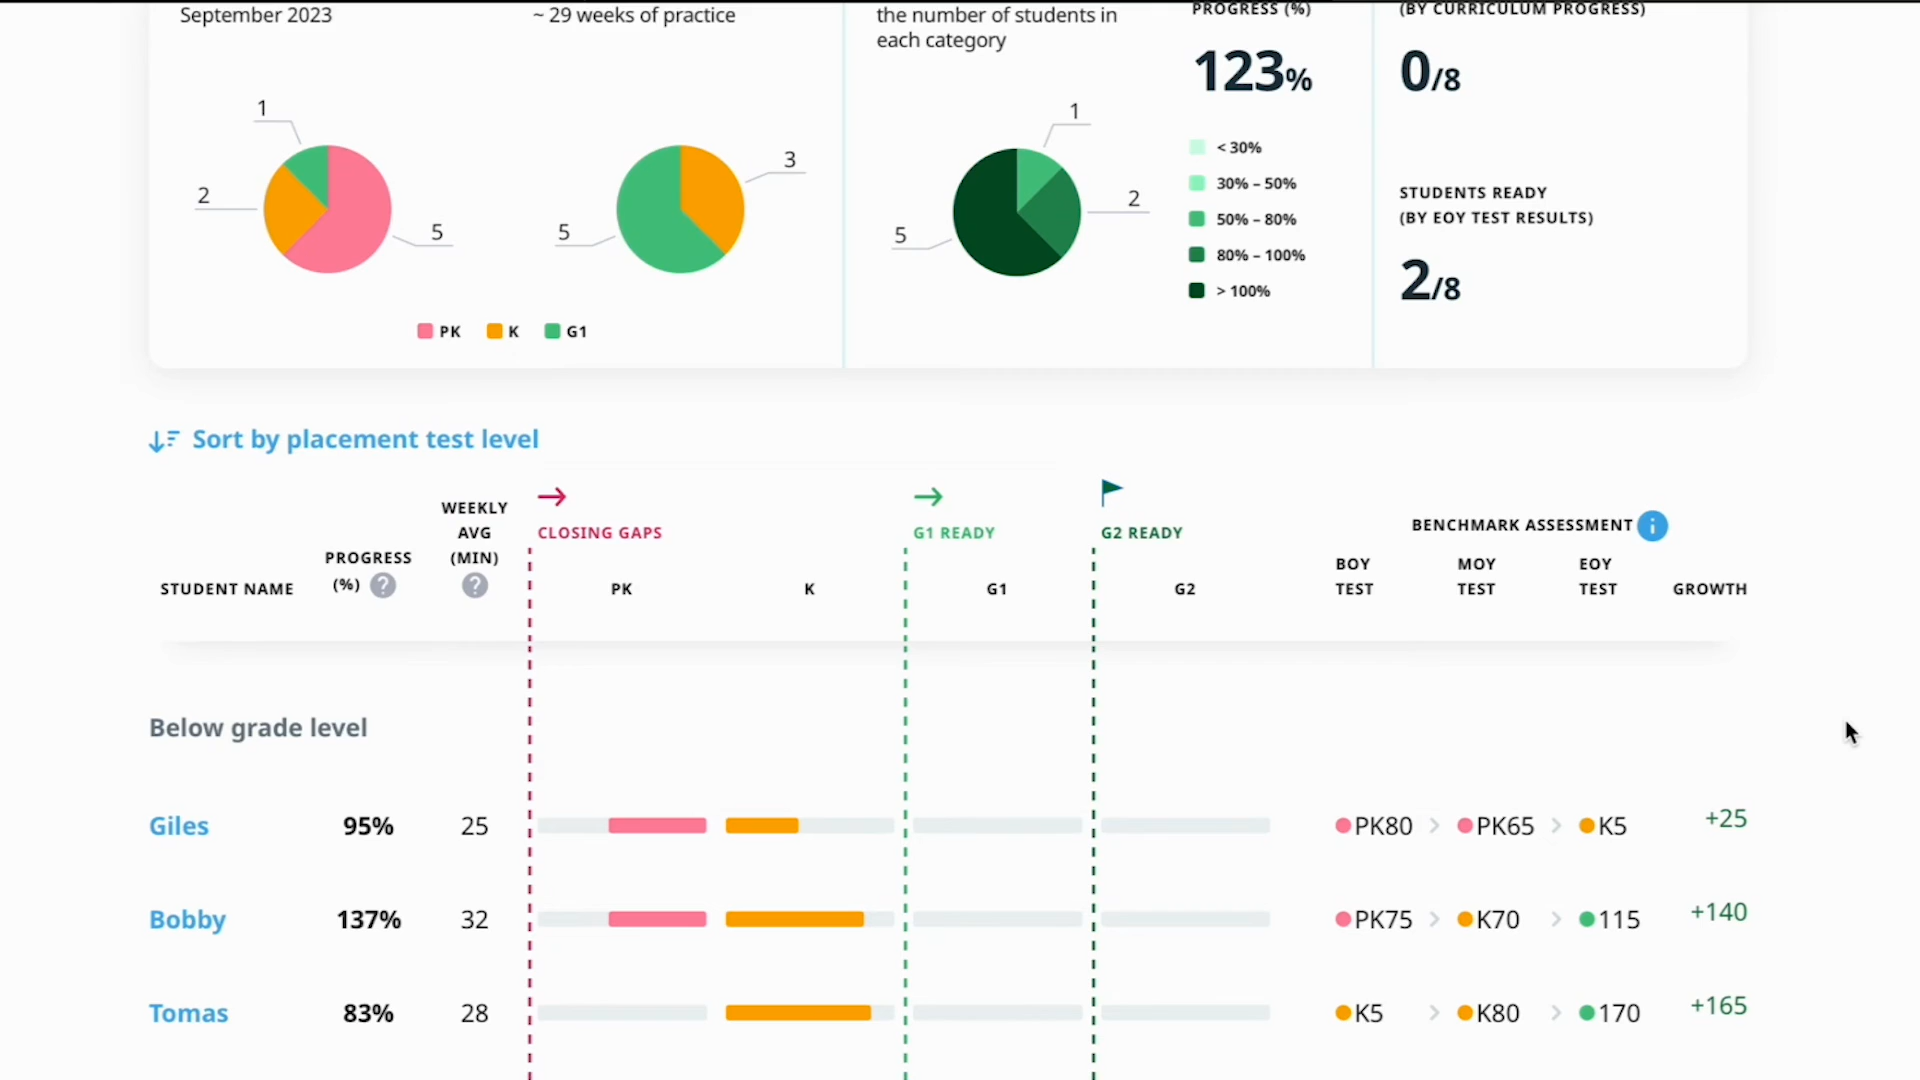 September 2023
~ 29 weeks of practice
the number of students in
each category
PROGRESS (%)
(BY CURRICULUM PROGRESS)
123%
0/8
1
2
5
3
5
1
2
5
< 30%
30% – 50%
50% – 80%
80% – 100%
> 100%
STUDENTS READY
(BY EOY TEST RESULTS)
2/8
PK K G1
Sort by placement test level
STUDENT NAME
PROGRESS
(%) ?
WEEKLY
AVG
(MIN)
?
CLOSING GAPS
G1 READY
G2 READY
PK K G1 G2
BENCHMARK ASSESSMENT i
BOY
TEST
MOY
TEST
EOY
TEST
GROWTH
Below grade level
Giles 95% 25 PK80 > PK65 > K5 +25
Bobby 137% 32 PK75 > K70 > 115 +140
Tomas 83% 28 K5 > K80 > 170 +165